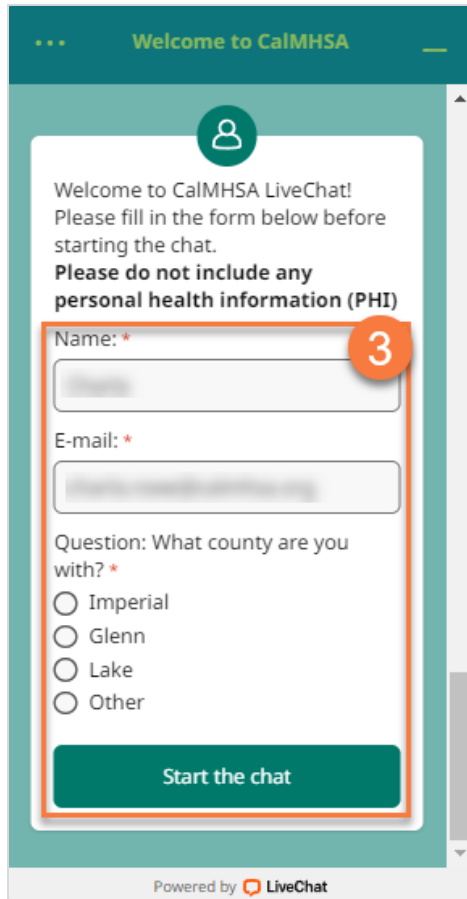 Welcome to CalMHSA
Welcome to CalMHSA LiveChat!
Please fill in the form below before
starting the chat.
Please do not include any
personal health information (PHI)
Name: *
3
E-mail: *
Question: What county are you
with? *
Imperial
Glenn
Lake
Other
Start the chat
Powered by LiveChat